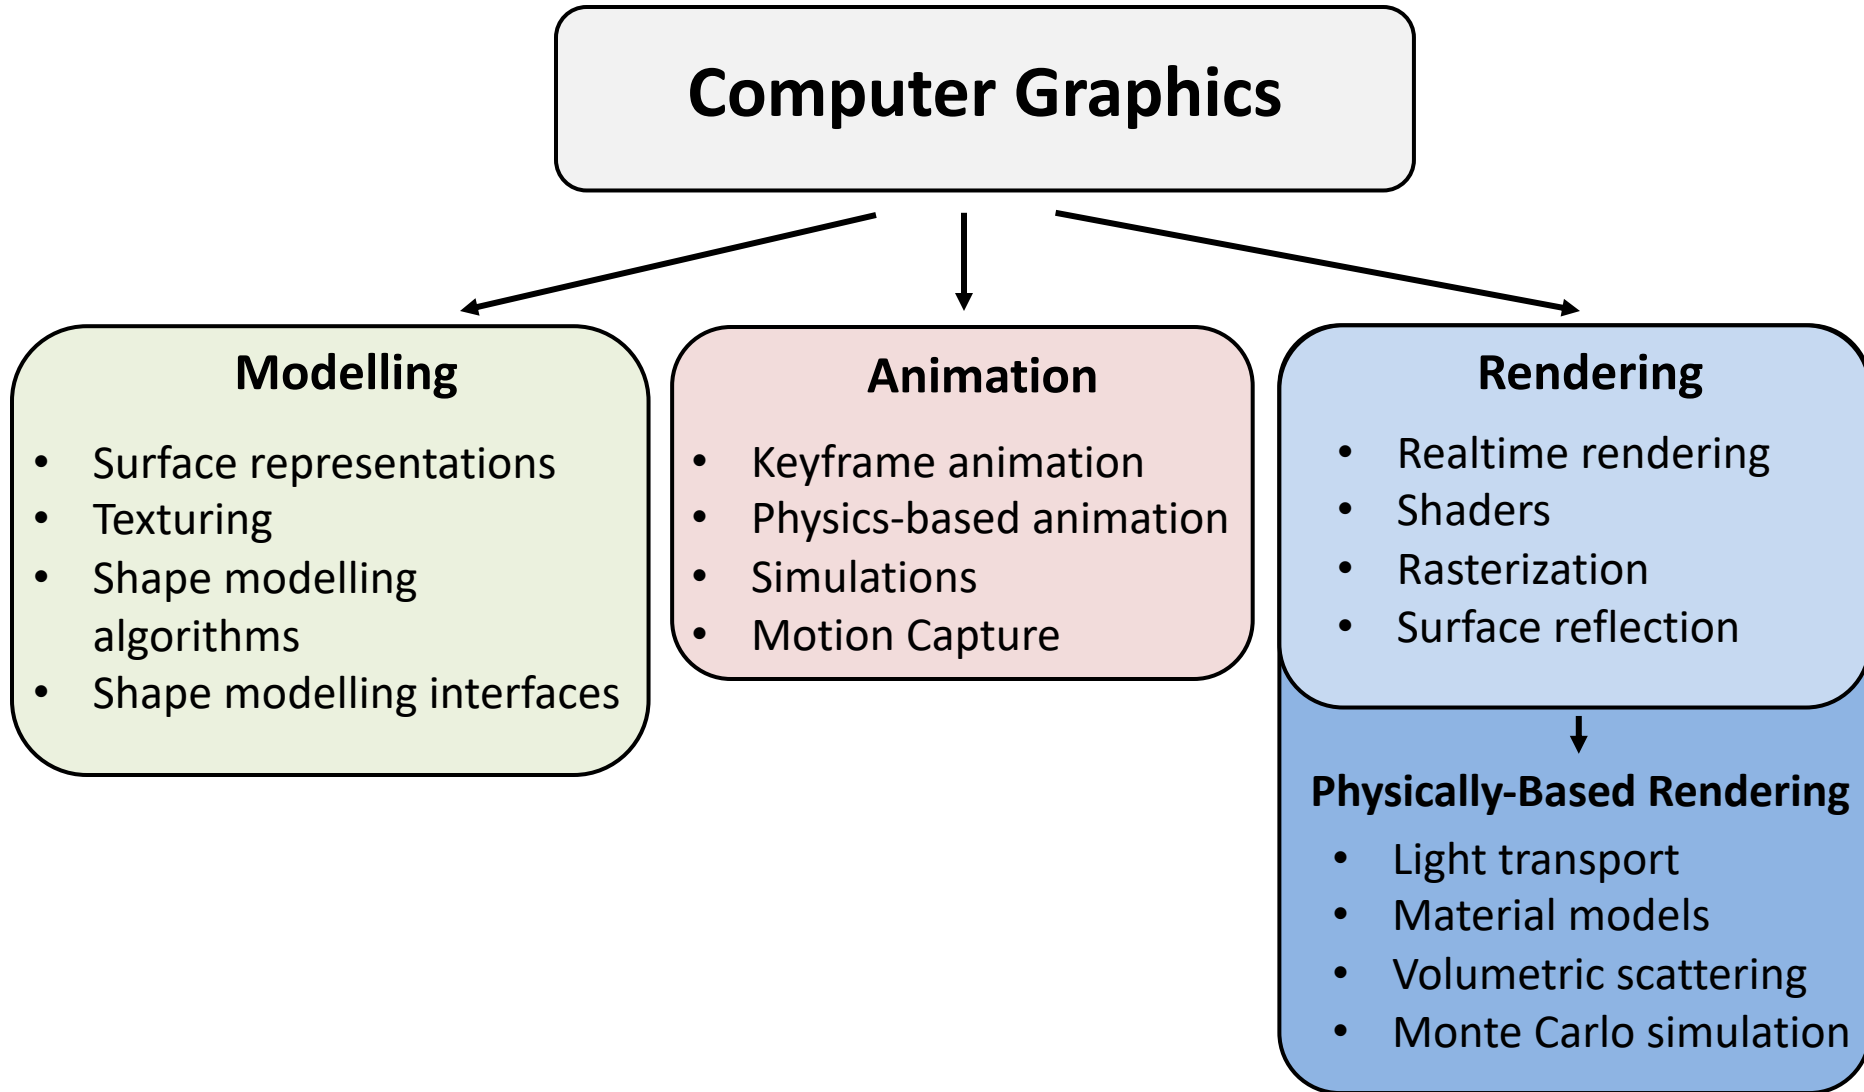 Computer Graphics
Modelling
• Surface representations
• Texturing
• Shape modelling
algorithms
• Shape modelling interfaces
Animation
• Keyframe animation
• Physics-based animation
• Simulations
• Motion Capture
Rendering
• Realtime rendering
• Shaders
• Rasterization
• Surface reflection
Physically-Based Rendering
• Light transport
• Material models
• Volumetric scattering
• Monte Carlo simulation